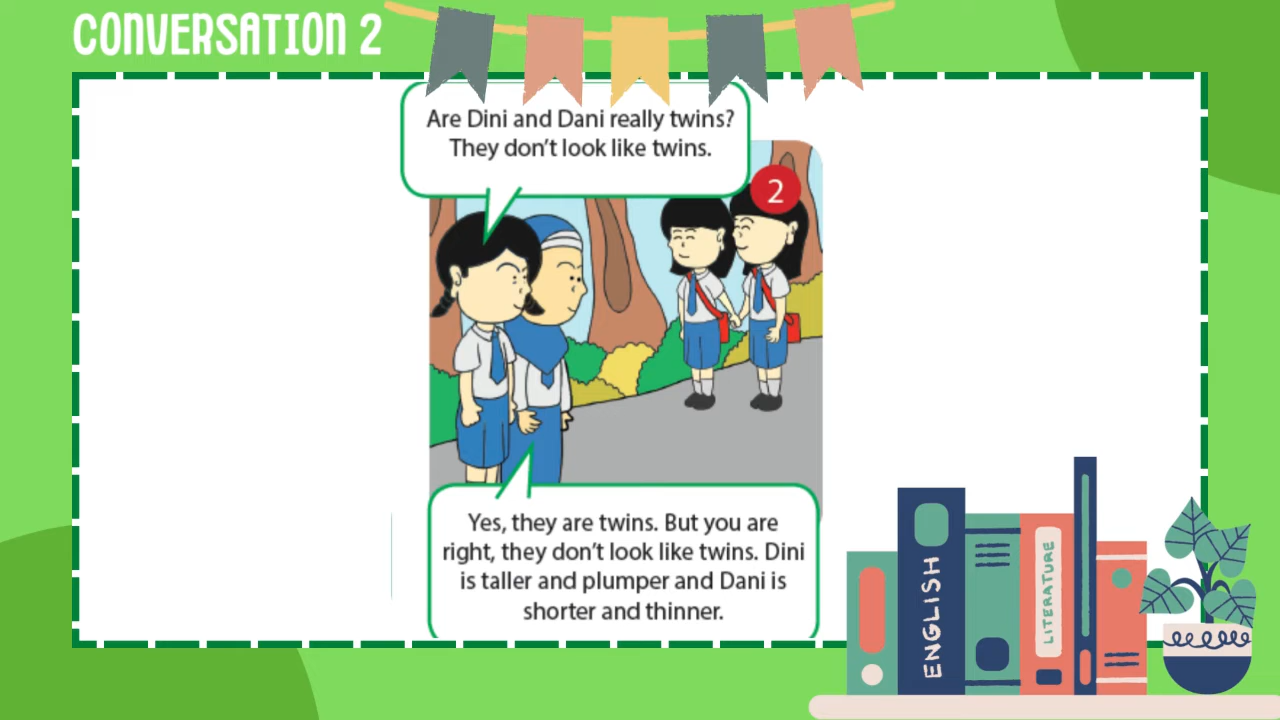 CONVERSATION 2
Are Dini and Dani really twins?
They don't look like twins.
2
Yes, they are twins. But you are
right, they don't look like twins. Dini
is taller and plumper and Dani is
shorter and thinner.
ENGLISH
LITERATURE